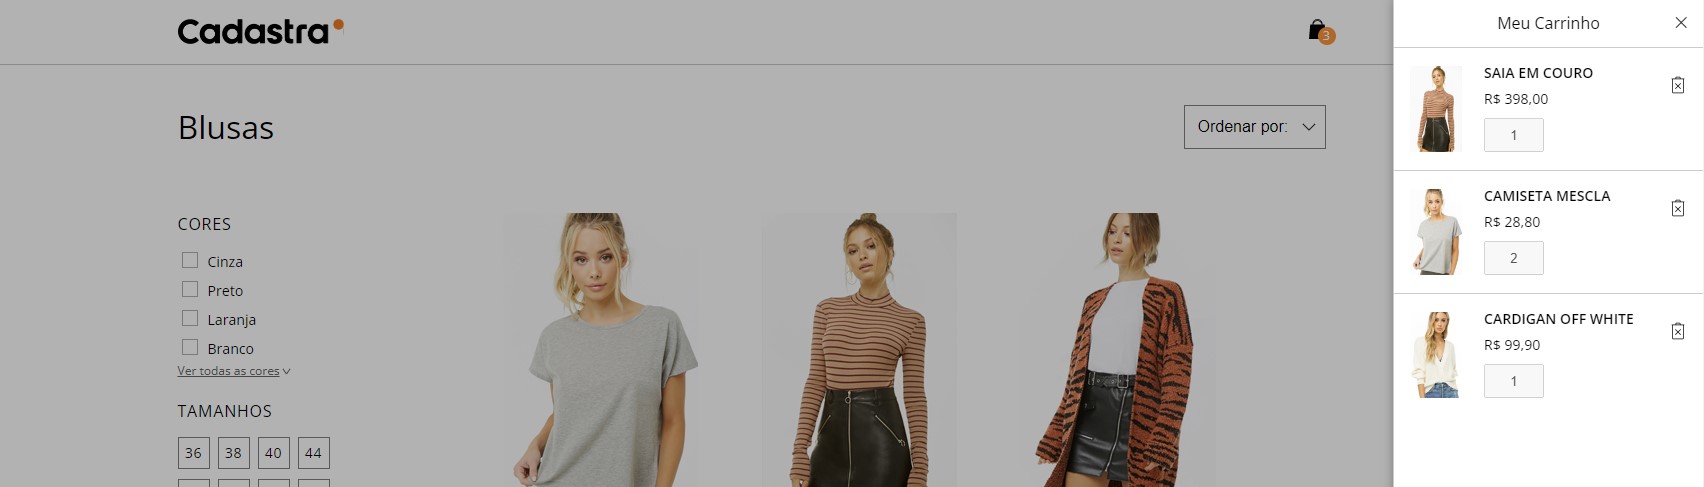 Cadastra
3
Blusas
Ordenar por:
CORES
Cinza
Preto
Laranja
Branco
Ver todas as cores
TAMANHOS
36 38 40 44
Meu Carrinho
SAIA EM COURO
R$ 398,00
1
CAMISETA MESCLA
R$ 28,80
2
CARDIGAN OFF WHITE
R$ 99,90
1